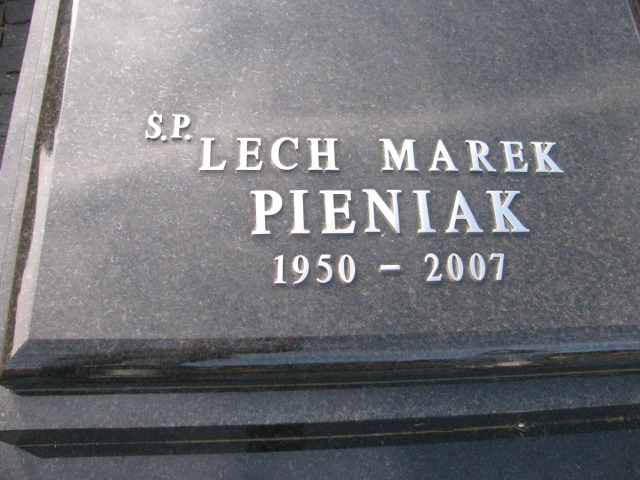 Ś.P. LECH MAREK
PIENIAK
1950 - 2007